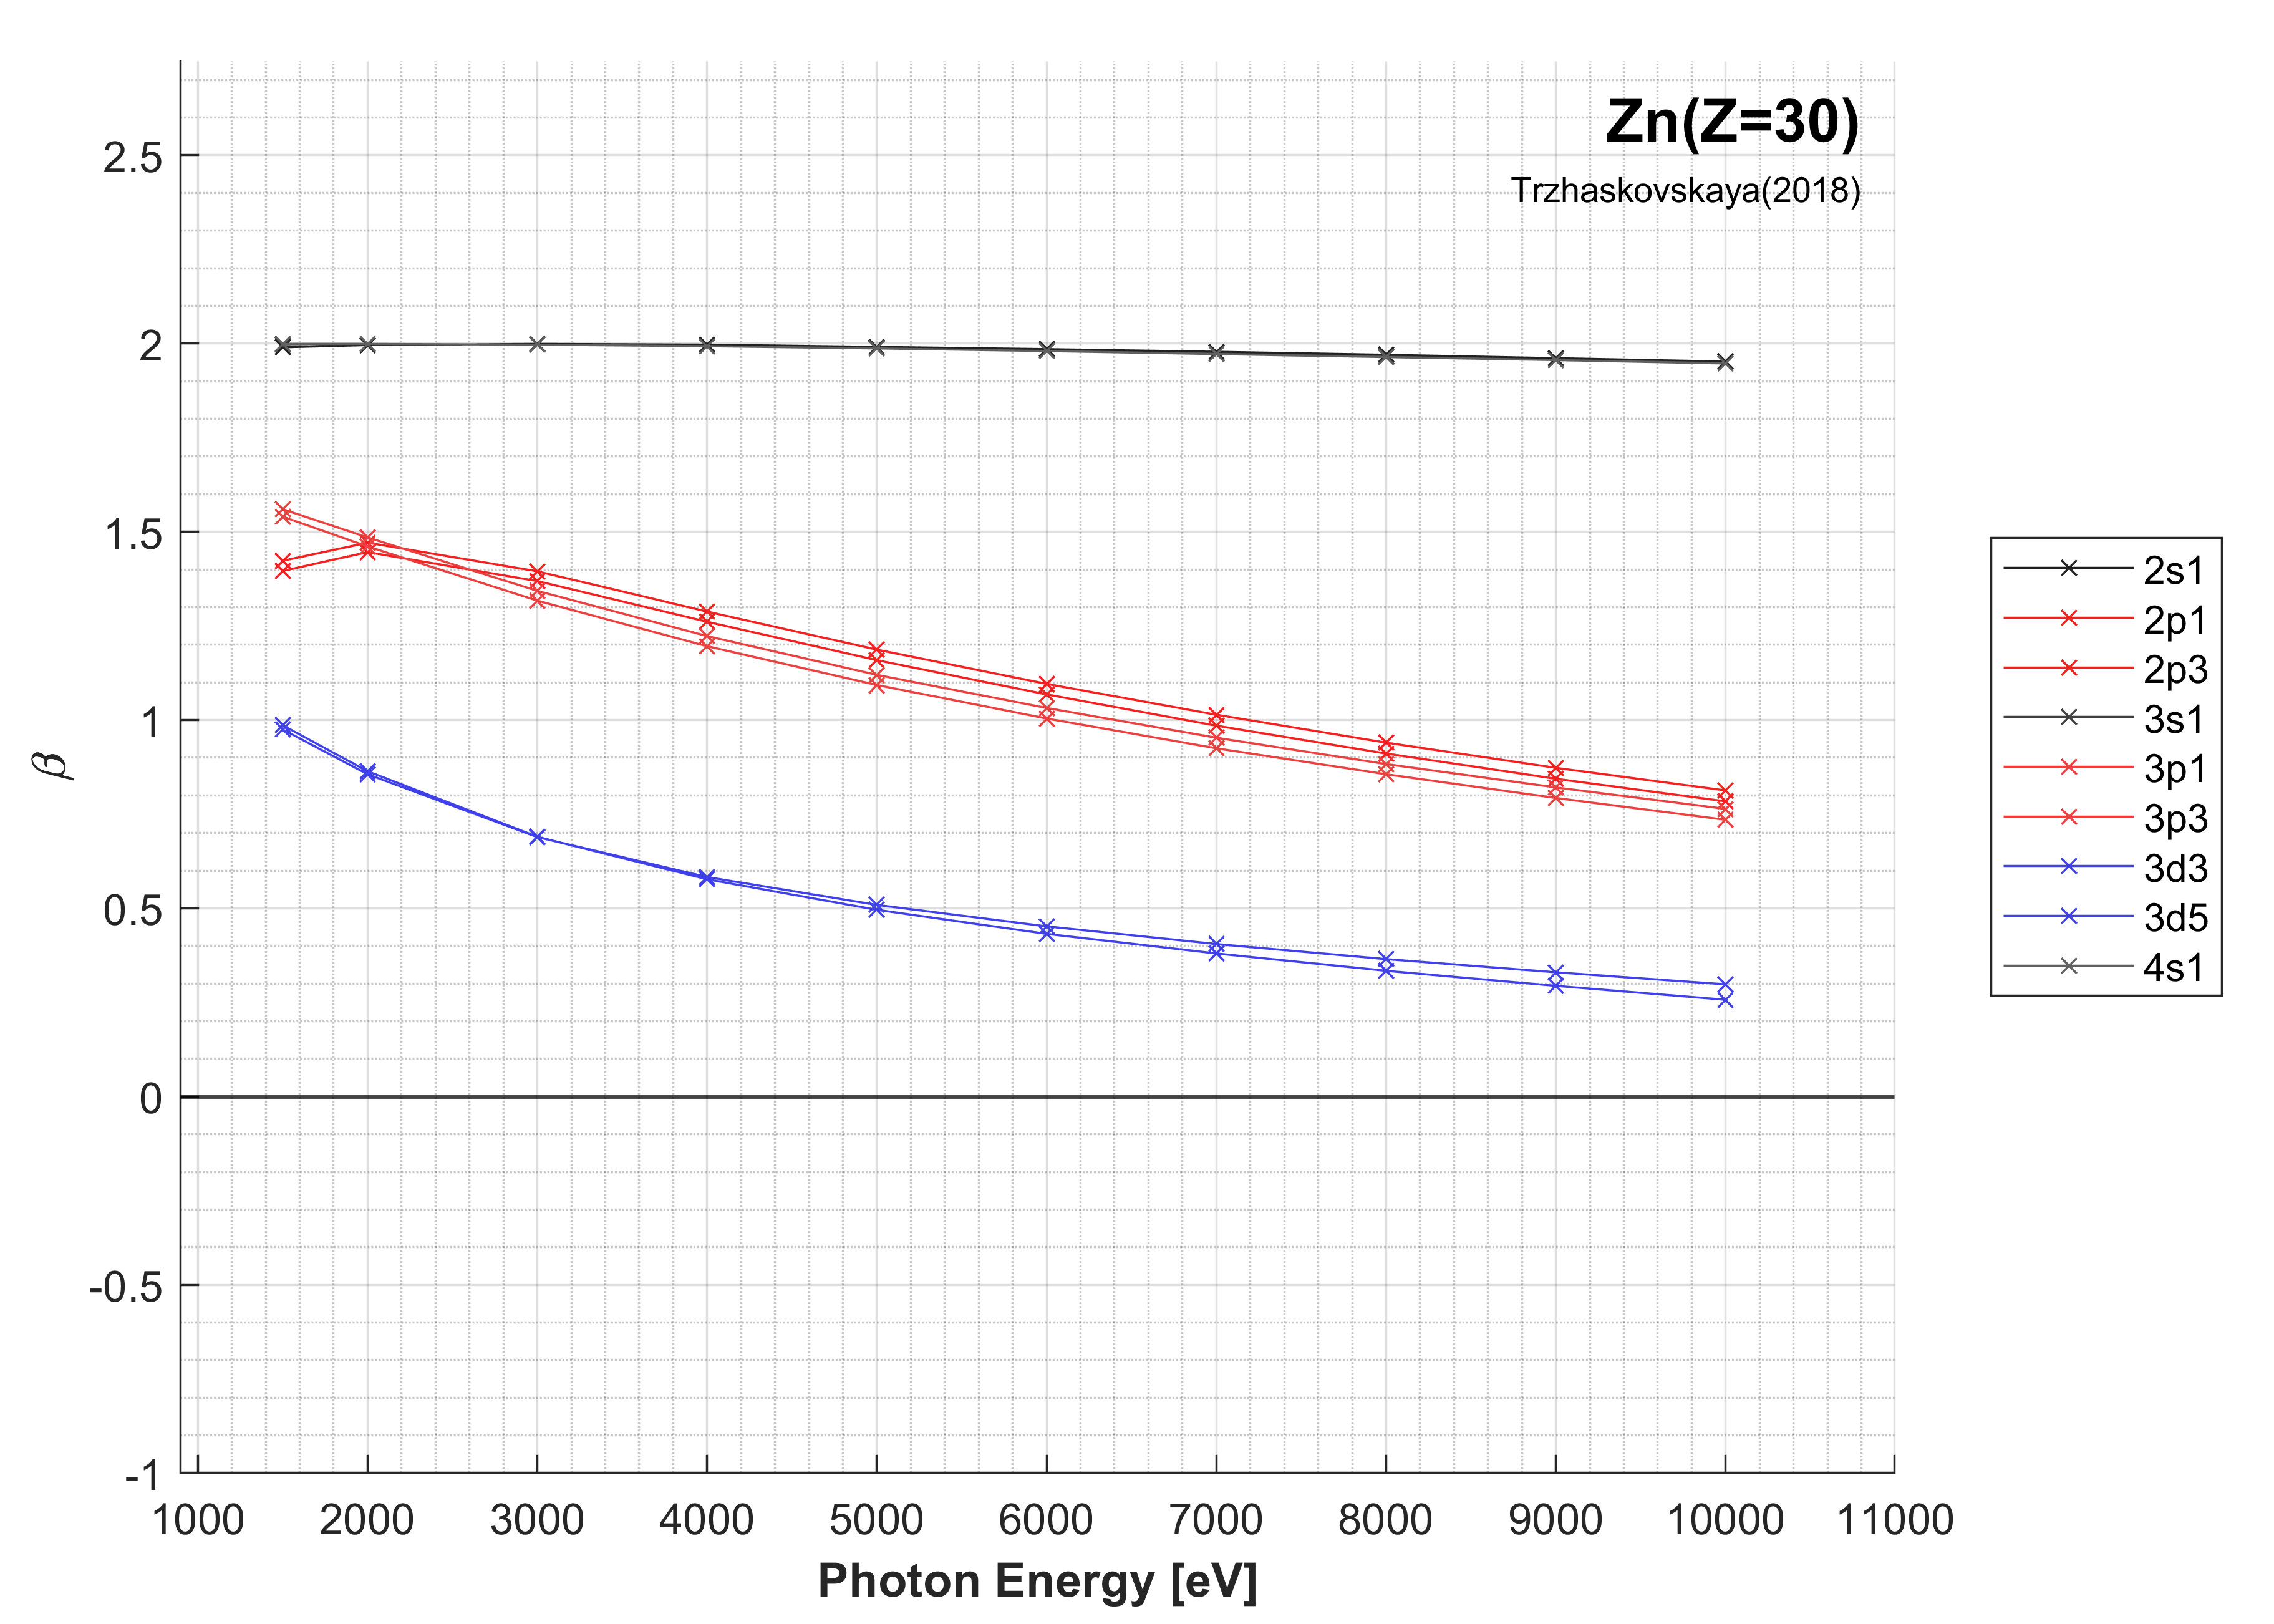 Zn(Z=30)
Trzhaskovskaya(2018)
2.5
2
1.5
1
0.5
0
-0.5
-1
β
1000 2000 3000 4000 5000 6000 7000 8000 9000 10000 11000
Photon Energy [eV]
2s1
2p1
2p3
3s1
3p1
3p3
3d3
3d5
4s1